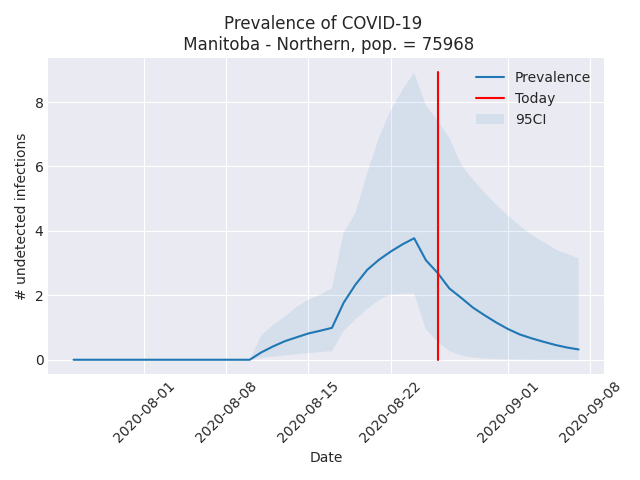 Prevalence of COVID-19
Manitoba - Northern, pop. = 75968
Prevalence
Today
95CI
# undetected infections
8
6
4
2
0
2020-08-01
2020-08-08
2020-08-15
2020-08-22
2020-09-01
2020-09-08
Date